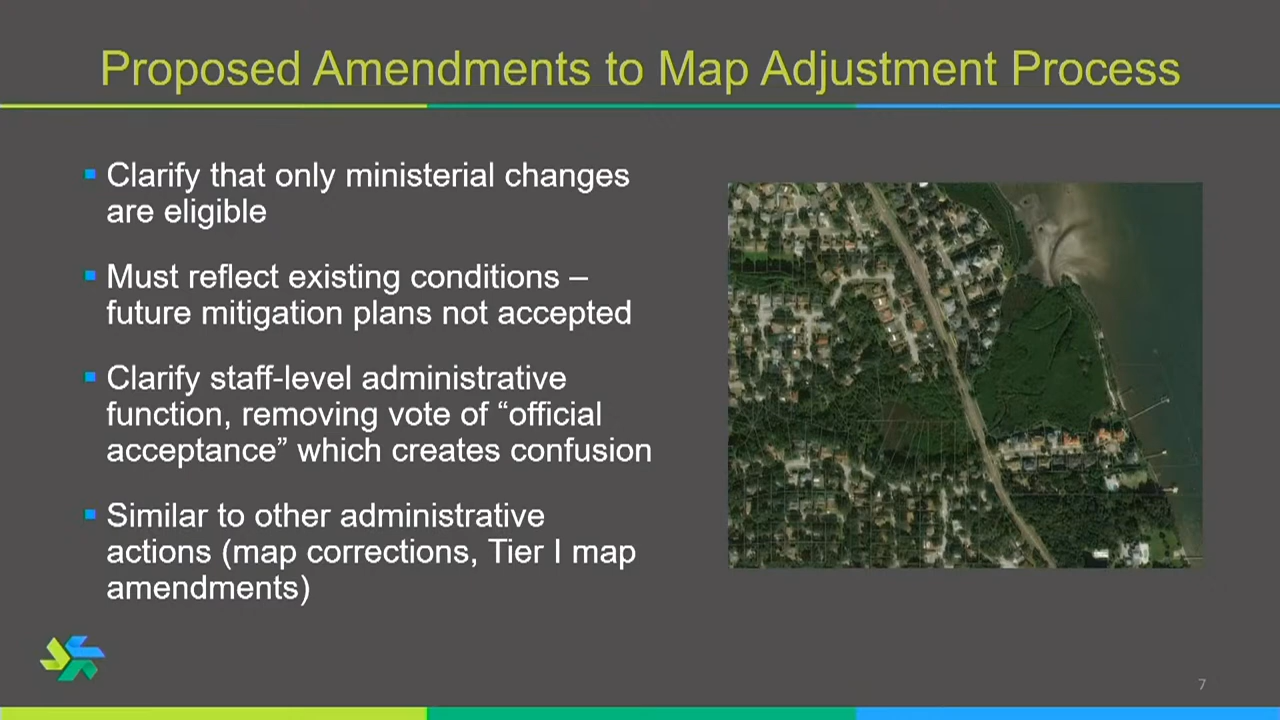 Proposed Amendments to Map Adjustment Process
Clarify that only ministerial changes
are eligible
Must reflect existing conditions –
future mitigation plans not accepted
Clarify staff-level administrative
function, removing vote of “official
acceptance” which creates confusion
Similar to other administrative
actions (map corrections, Tier I map
amendments)
7